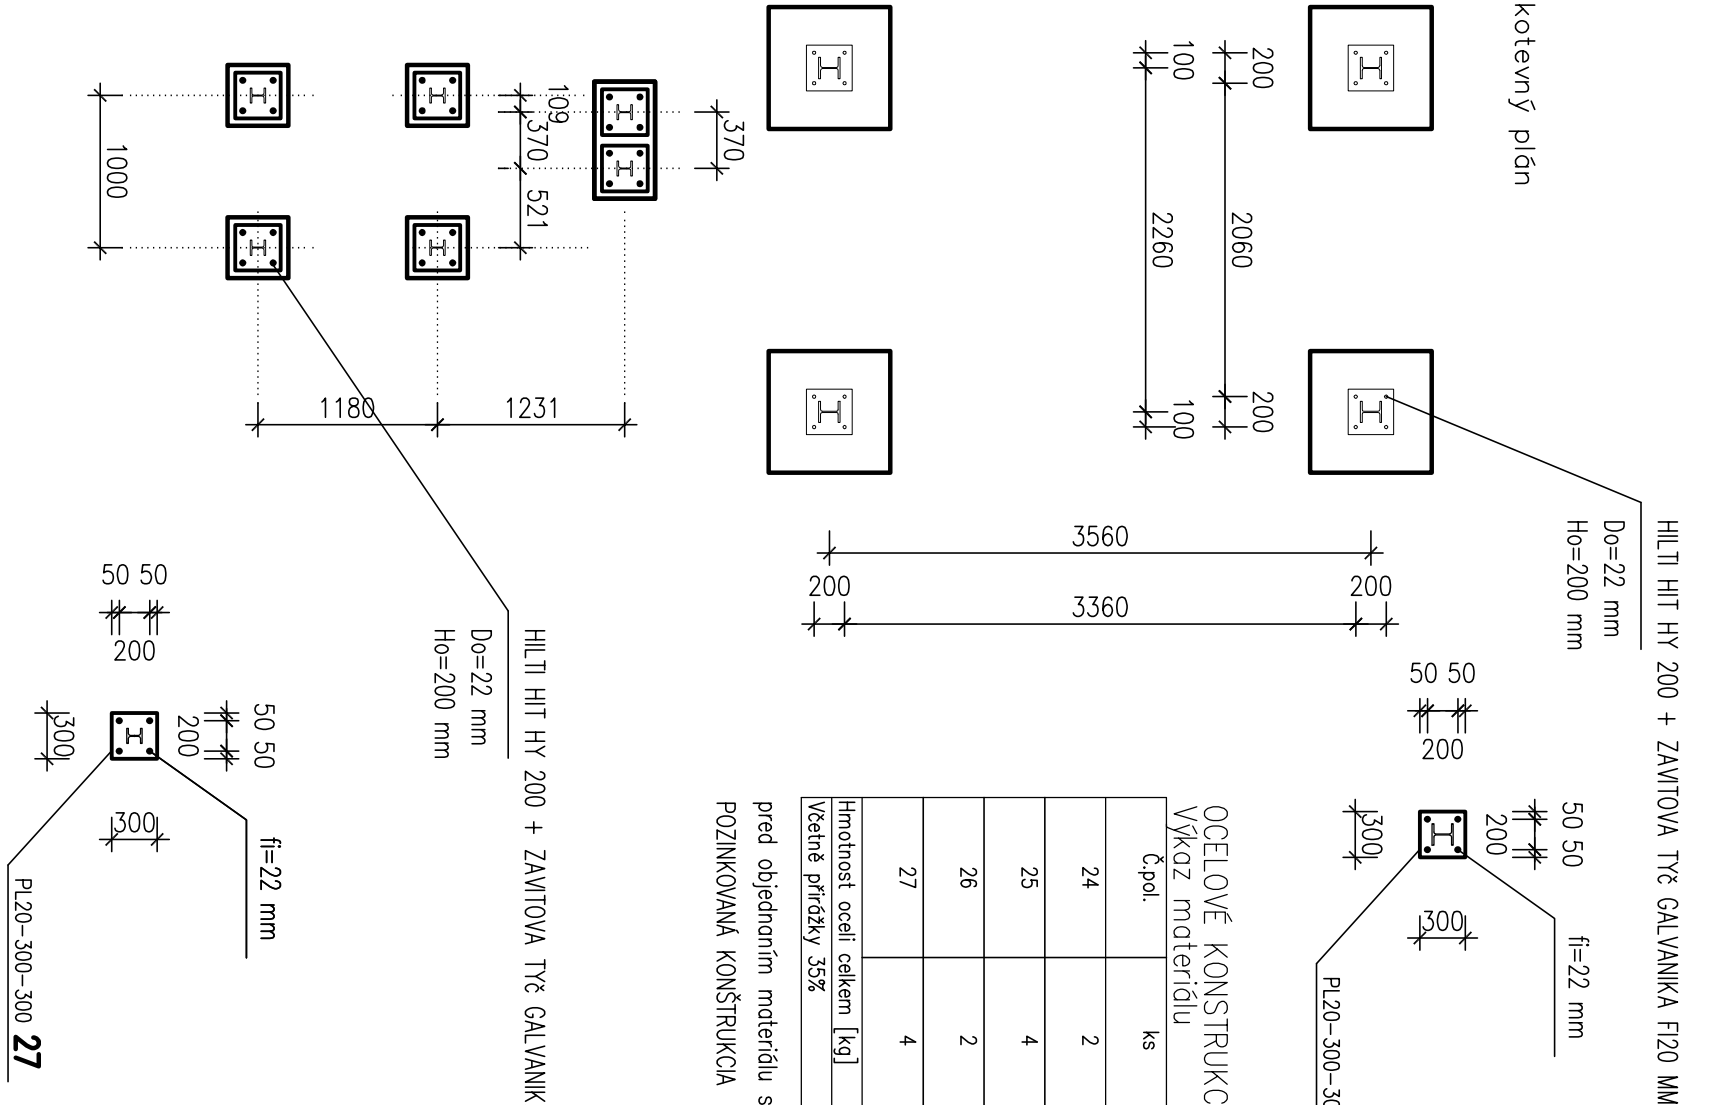 kotevný plán
200
100
2060
2260
200
100
109
370
370
521
1000
1180
1231
3560
200
200
3360
HILTI HIT HY 200 + ZAVITOVA TYč GALVANIKA FI20 MM
Do=22 mm
Ho=200 mm
HILTI HIT HY 200 + ZAVITOVA TYč GALVANIK
Do=22 mm
Ho=200 mm
50 50
200
50 50
200
300
300
fi=22 mm
PL20-300-30
50 50
200
50 50
200
300
300
fi=22 mm
PL20-300-300 27
OCELOVÉ KONSTRUKC
Výkaz materiálu
Č.pol. ks
24 2
25 4
26 2
27 4
Hmotnost oceli celkem [kg]
Včetně přirážky 35%
pred objednaním materiálu s
POZINKOVANÁ KONŠTRUKCIA